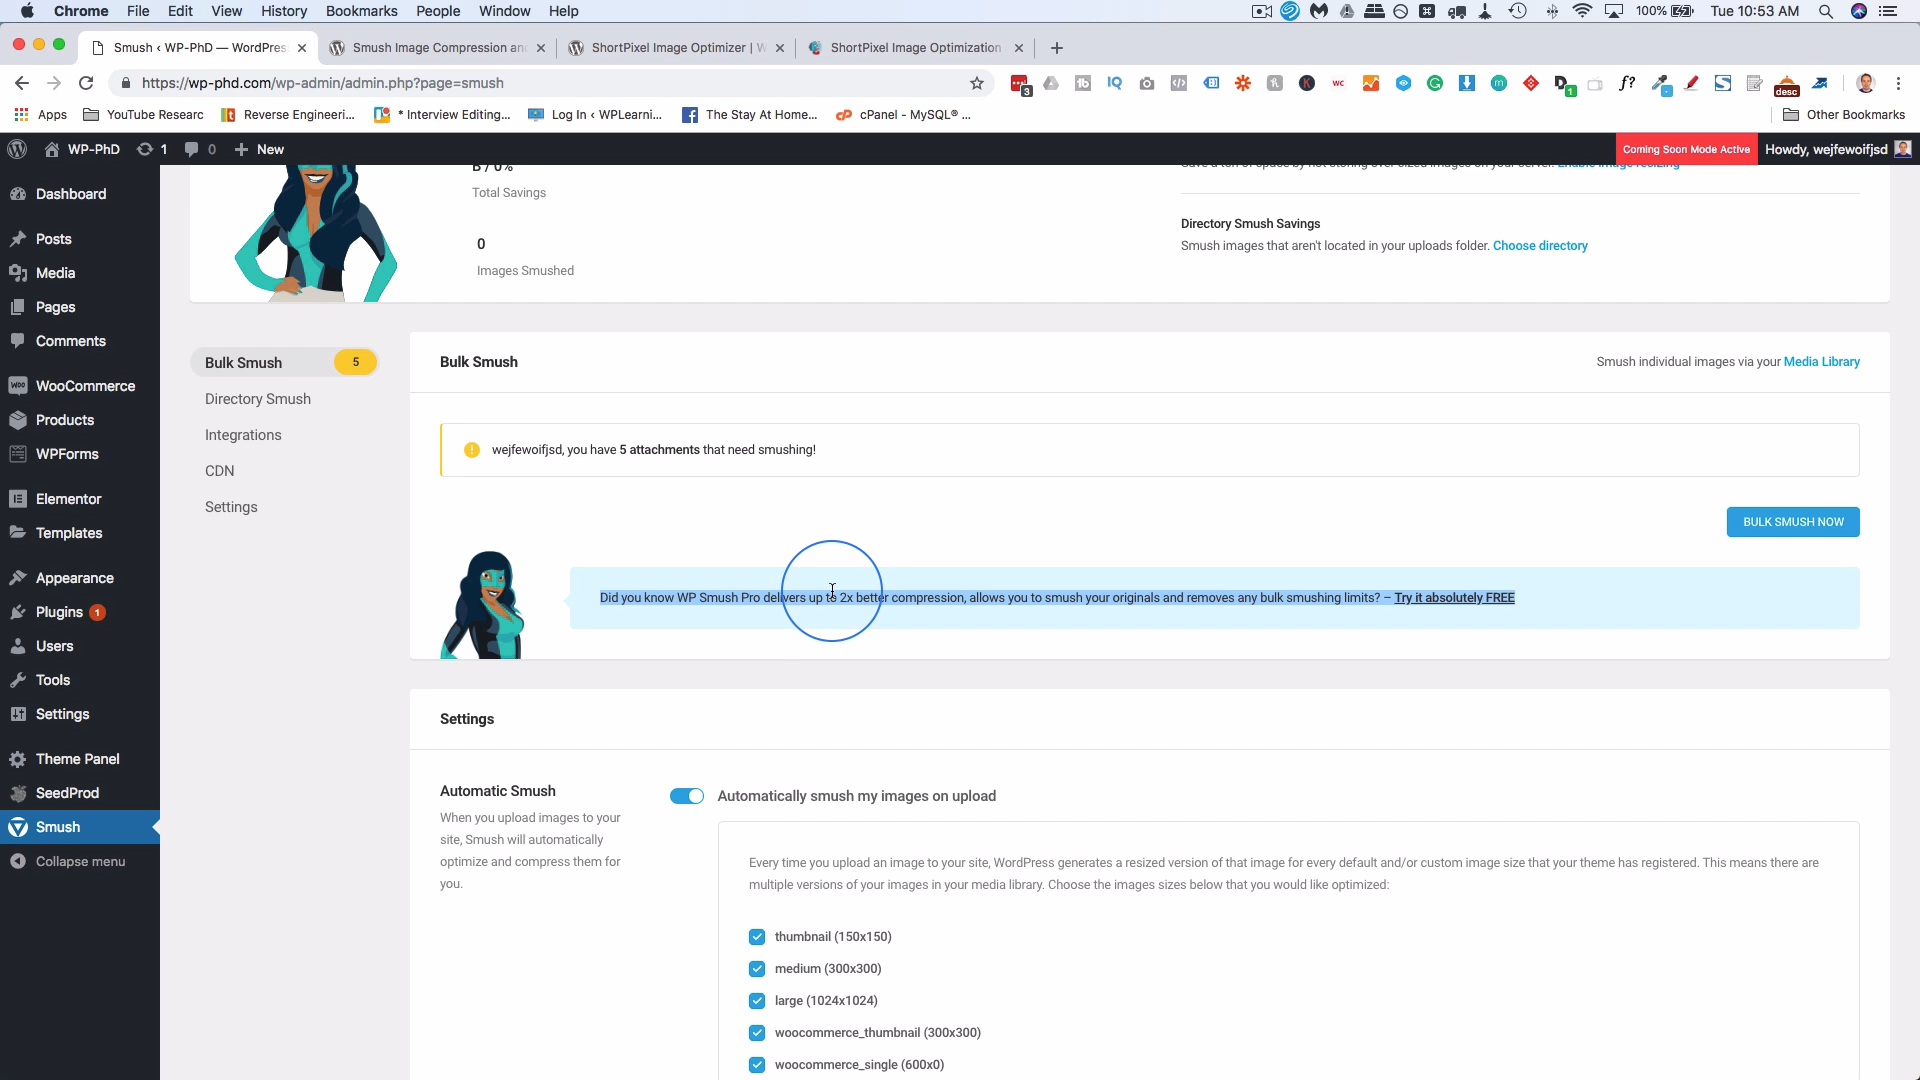 Chrome File Edit View History Bookmarks People Window Help
100% Tue 10:53 AM
Smush ‹ WP-PhD — WordPres
Smush Image Compression an
ShortPixel Image Optimizer | W
ShortPixel Image Optimization
https://wp-phd.com/wp-admin/admin.php?page=smush
3
desc
1
Apps YouTube Researc Reverse Engineeri... * Interview Editing... Log In ‹ WPLearni... The Stay At Home... cPanel - MySQL® ... Other Bookmarks
WP-PhD 1 0 New
Coming Soon Mode Active Howdy, wejfewoifjsd
Dashboard
Posts
Media
Pages
Comments
WooCommerce
Products
WPForms
Elementor
Templates
Appearance
Plugins 1
Users
Tools
Settings
Theme Panel
SeedProd
Smush
Collapse menu
B / 0%
Total Savings
0
Images Smushed
Save a ton of space by not storing over-sized images on your server. Enable image resizing
Directory Smush Savings
Smush images that aren't located in your uploads folder. Choose directory
Bulk Smush 5
Directory Smush
Integrations
CDN
Settings
Bulk Smush
Smush individual images via your Media Library
wejfewoifjsd, you have 5 attachments that need smushing!
BULK SMUSH NOW
Did you know WP Smush Pro delivers up to 2x better compression, allows you to smush your originals and removes any bulk smushing limits? – Try it absolutely FREE
Settings
Automatic Smush
When you upload images to your
site, Smush will automatically
optimize and compress them for
you.
Automatically smush my images on upload
Every time you upload an image to your site, WordPress generates a resized version of that image for every default and/or custom image size that your theme has registered. This means there are
multiple versions of your images in your media library. Choose the images sizes below that you would like optimized:
thumbnail (150x150)
medium (300x300)
large (1024x1024)
woocommerce_thumbnail (300x300)
woocommerce_single (600x0)